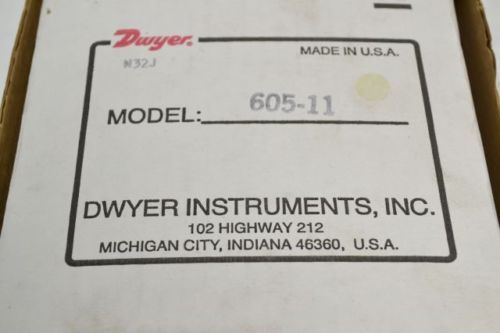 Dwyer.
MADE IN U.S.A.
N32J
MODEL: 605-11
DWYER INSTRUMENTS, INC.
102 HIGHWAY 212
MICHIGAN CITY, INDIANA 46360, U.S.A.